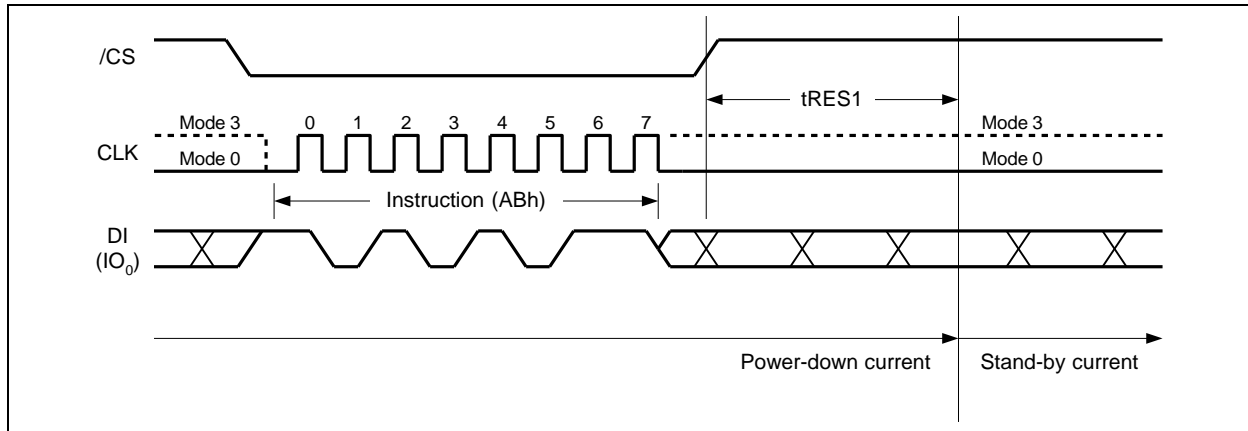 /CS
tRES1
Mode 3 0 1 2 3 4 5 6 7 Mode 3
CLK
Mode 0 Mode 0
Instruction (ABh)
DI
(IO0)
Power-down current Stand-by current